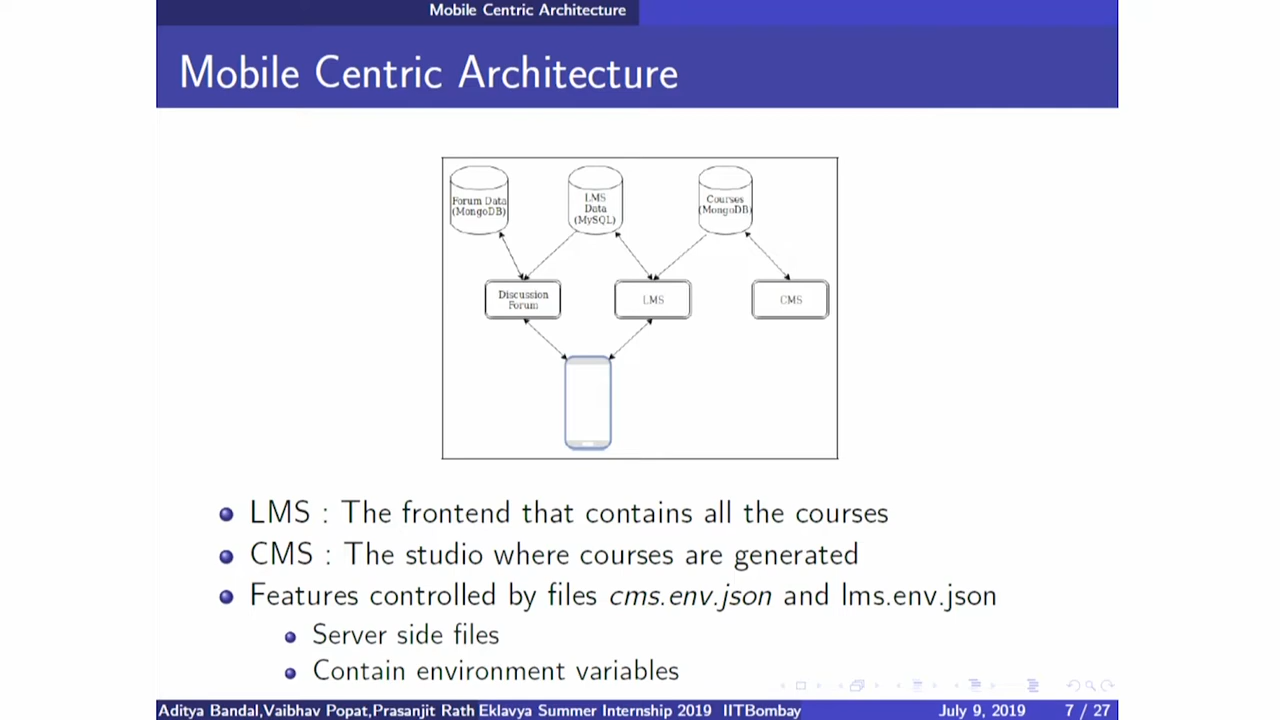 Mobile Centric Architecture
Mobile Centric Architecture
Forum Data
(MongoDB)
LMS
Data
(MySQL)
Courses
(MongoDB)
Discussion
Forum
LMS
CMS
LMS : The frontend that contains all the courses
CMS : The studio where courses are generated
Features controlled by files cms.env.json and lms.env.json
Server side files
Contain environment variables
Aditya Bandal,Vaibhav Popat,Prasanjit Rath Eklavya Summer Internship 2019 IITBombay July 9, 2019 7 / 27